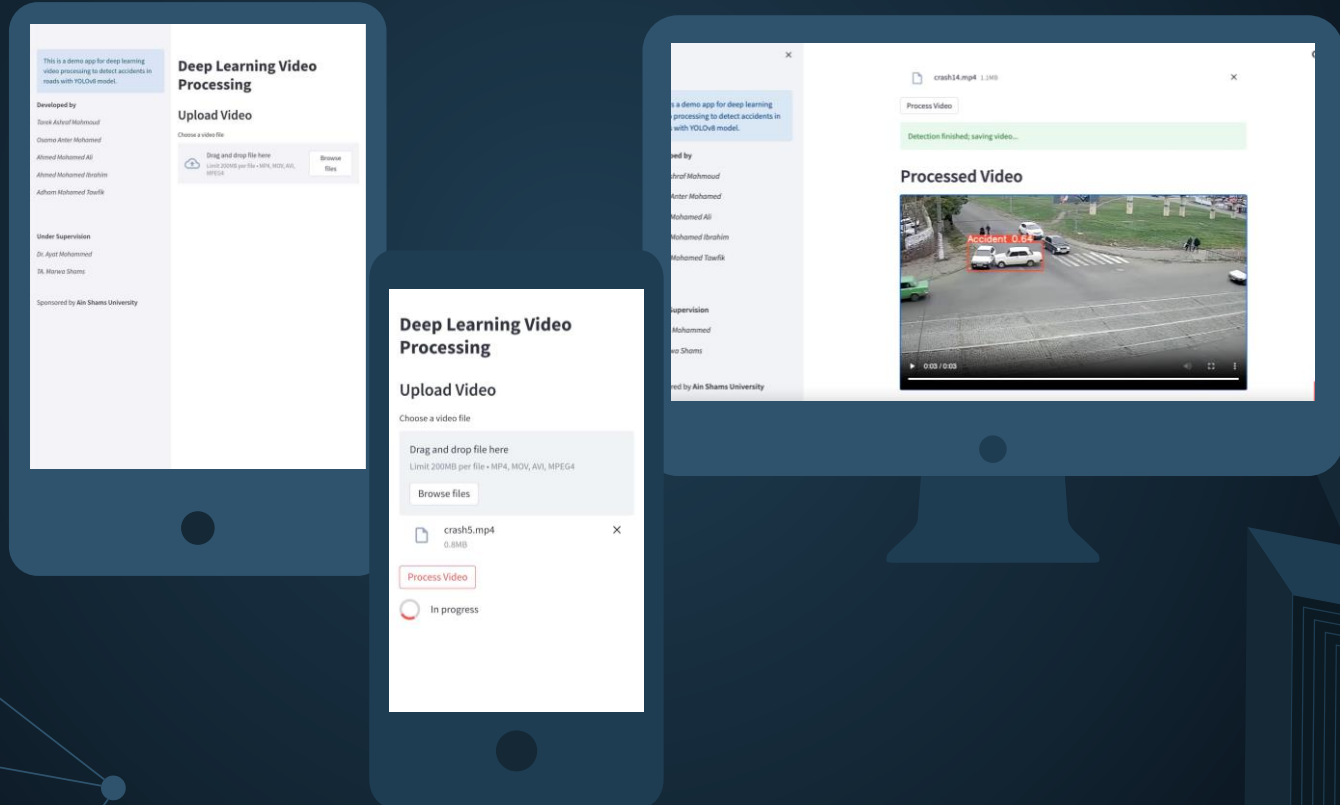 This is a demo app for deep learning
video processing to detect accidents in
roads with YOLOv8 model.
Developed by
Tarek Ashraf Mahmoud
Osama Anter Mohamed
Ahmed Mohamed Ali
Ahmed Mohamed Ibrahim
Adham Mohamed Tawfik
Under Supervision
Dr. Ayat Mohammed
TA. Marwa Shams
Sponsored by Ain Shams University
Deep Learning Video
Processing
Upload Video
Choose a video file
Drag and drop file here
Limit 200MB per file • MP4, MOV, AVI,
MPEG4
Browse
files
Deep Learning Video
Processing
Upload Video
Choose a video file
Drag and drop file here
Limit 200MB per file • MP4, MOV, AVI, MPEG4
Browse files
crash5.mp4
0.8MB
Process Video
In progress
s a demo app for deep learning
processing to detect accidents in
with YOLOv8 model.
ped by
shraf Mahmoud
Anter Mohamed
Mohamed Ali
Mohamed Ibrahim
Mohamed Tawfik
Supervision
Mohammed
wa Shams
red by Ain Shams University
crash14.mp4 1.1MB
Process Video
Detection finished; saving video...
Processed Video
Accident 0.64
0:03 / 0:03